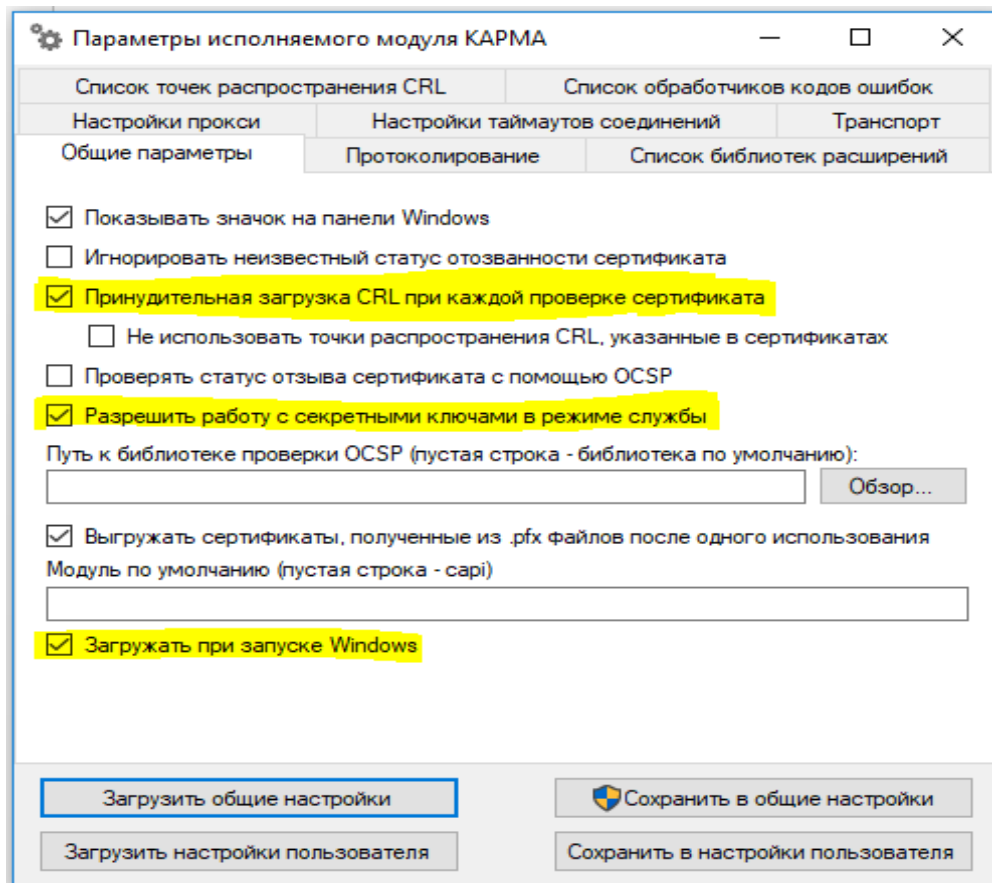 Параметры исполняемого модуля КАРМА
Список точек распространения CRL Список обработчиков кодов ошибок
Настройки прокси Настройки таймаутов соединений Транспорт
Общие параметры Протоколирование Список библиотек расширений
Показывать значок на панели Windows
Игнорировать неизвестный статус отозванности сертификата
Принудительная загрузка CRL при каждой проверке сертификата
Не использовать точки распространения CRL, указанные в сертификатах
Проверять статус отзыва сертификата с помощью OCSP
Разрешить работу с секретными ключами в режиме службы
Путь к библиотеке проверки OCSP (пустая строка - библиотека по умолчанию):
Обзор...
Выгружать сертификаты, полученные из .pfx файлов после одного использования
Модуль по умолчанию (пустая строка - capi)
Загружать при запуске Windows
Загрузить общие настройки Сохранить в общие настройки
Загрузить настройки пользователя Сохранить в настройки пользователя